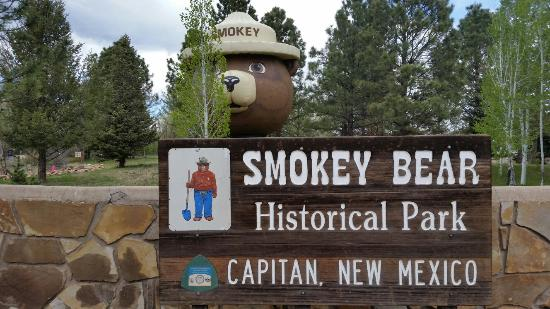 SMOKEY
SMOKEY BEAR
Historical Park
CAPITAN, NEW MEXICO